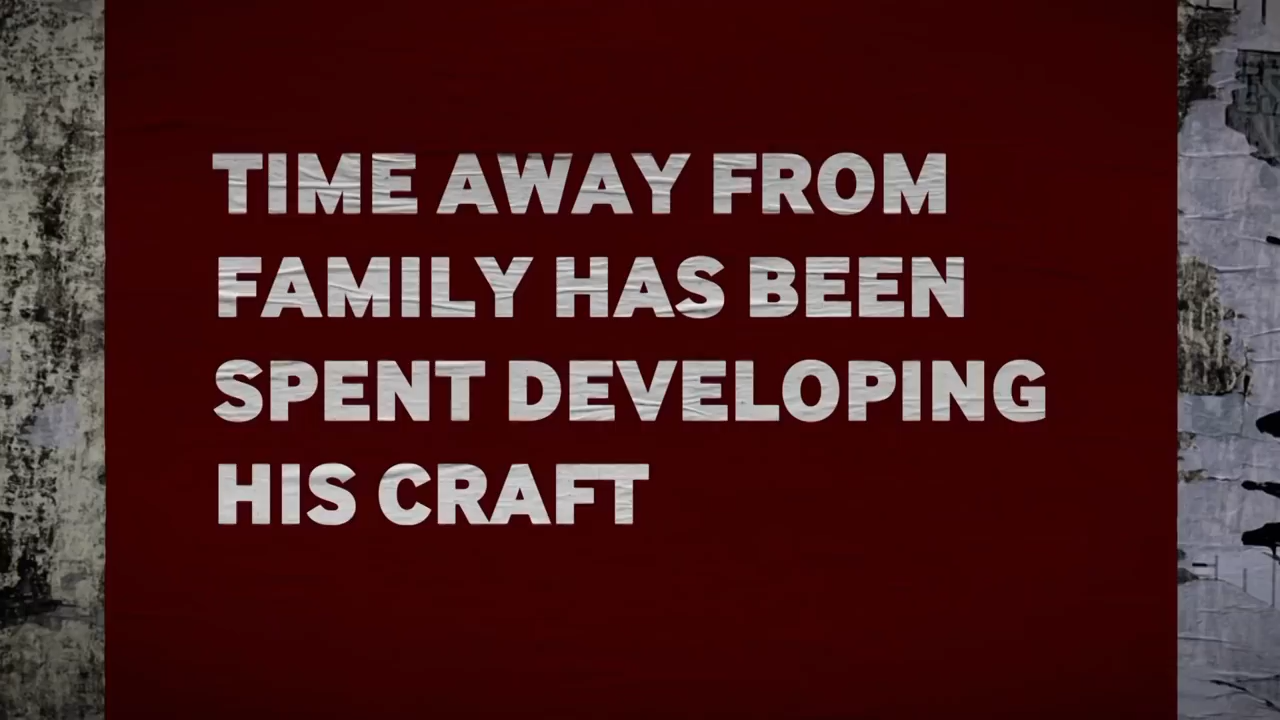 TIME AWAY FROM
FAMILY HAS BEEN
SPENT DEVELOPING
HIS CRAFT